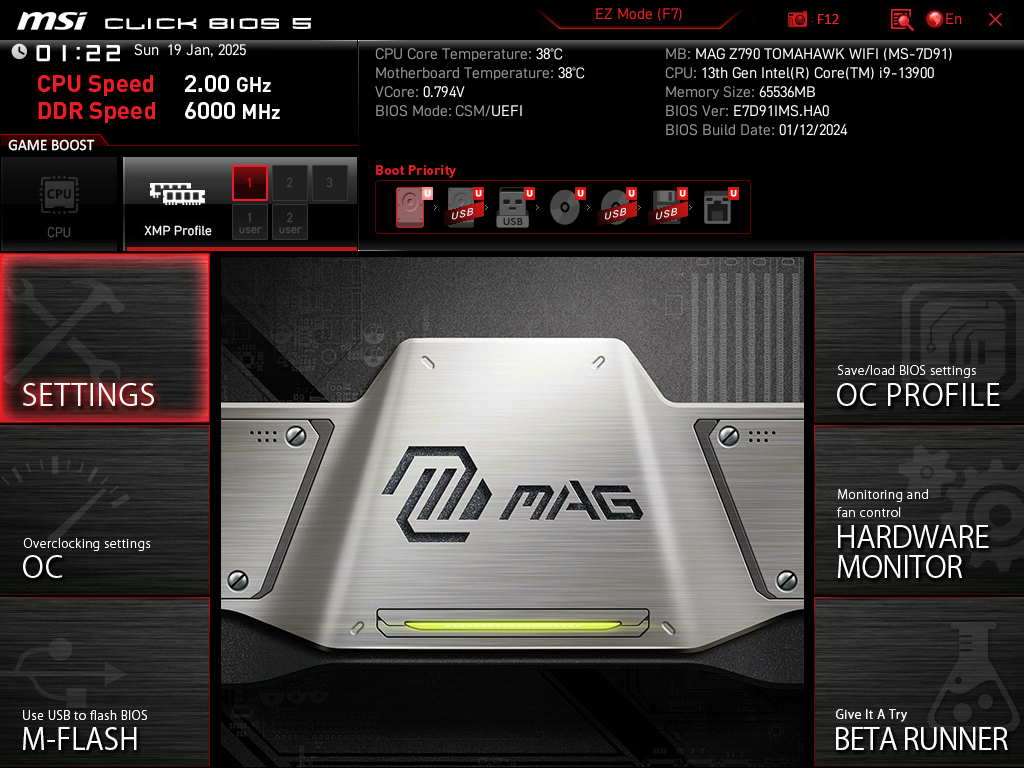 msi CLICK BIOS 5
EZ Mode (F7)
: F12
En
01:22 Sun 19 Jan, 2025
CPU Speed 2.00 GHz
DDR Speed 6000 MHz
CPU Core Temperature: 38°C
Motherboard Temperature: 38°C
VCore: 0.794V
BIOS Mode: CSM/UEFI
MB: MAG Z790 TOMAHAWK WIFI (MS-7D91)
CPU: 13th Gen Intel(R) Core(TM) i9-13900
Memory Size: 65536MB
BIOS Ver: E7D91IMS.HA0
BIOS Build Date: 01/12/2024
GAME BOOST
CPU
CPU
XMP Profile
1 2 3
1 user
2 user
Boot Priority
U U U U U U
USB USB USB USB
SETTINGS
Overclocking settings
OC
Use USB to flash BIOS
M-FLASH
MAG
Save/load BIOS settings
OC PROFILE
Monitoring and
fan control
HARDWARE
MONITOR
Give It A Try
BETA RUNNER